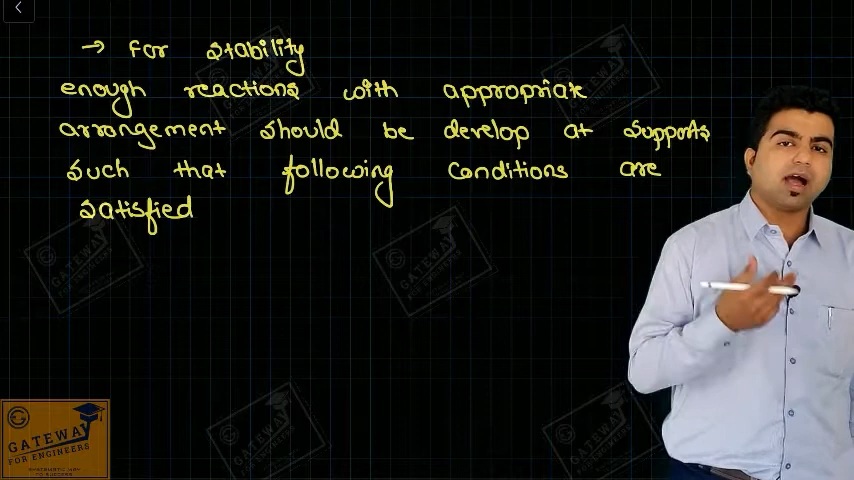 → For stability
enough reactions with appropriate
arrangement should be develop at supports
such that following conditions are
satisfied
GATEWAY
FOR ENGINEERS